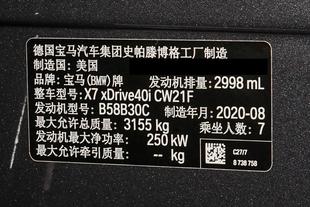 德国宝马汽车集团史帕滕博格工厂制造
制造国：美国
品牌：宝马(BMW)牌 发动机排量：2998 mL
整车型号：X7 xDrive40i CW21F
发动机型号：B58B30C 制造年月：2020-08
最大允许总质量：3155 kg 乘坐人数：7
发动机最大净功率：250 kW
最大允许牵引质量：-- kg
C27/7
8 738 758